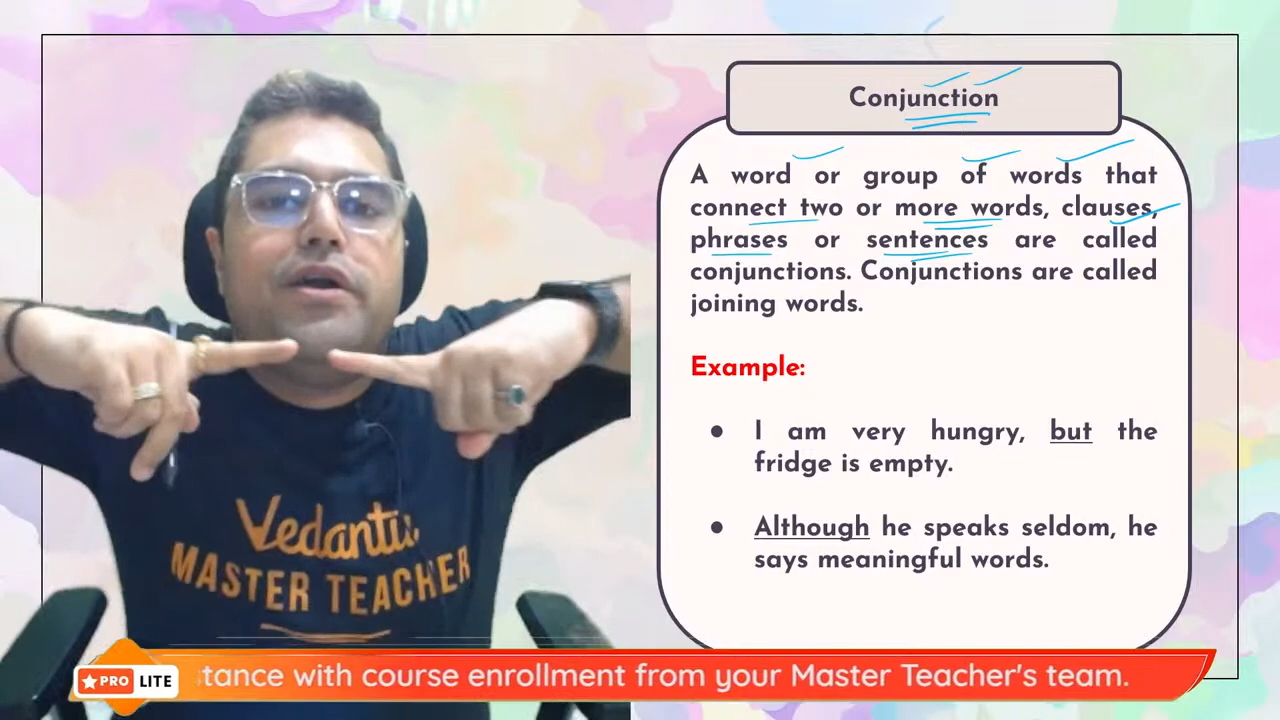 Conjunction
A word or group of words that
connect two or more words, clauses,
phrases or sentences are called
conjunctions. Conjunctions are called
joining words.
Example:
● I am very hungry, but the
fridge is empty.
● Although he speaks seldom, he
says meaningful words.
Vedantu
MASTER TEACHER
PRO LITE
tance with course enrollment from your Master Teacher's team.